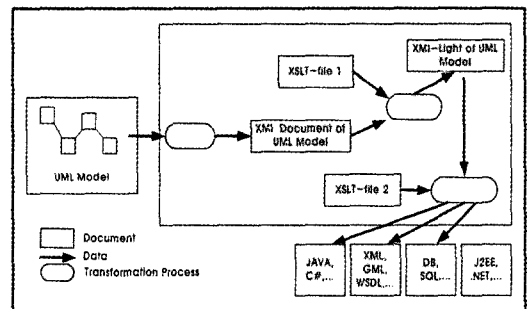 XSLT-file 1
XMI-Light of UML
Model
XMI Document of
UML Model
UML Model
XSLT-file 2
Document
Data
Transformation Process
JAVA,
C#,...
XML,
GML,
WSDL,...
DB,
SQL,...
J2EE,
.NET,...